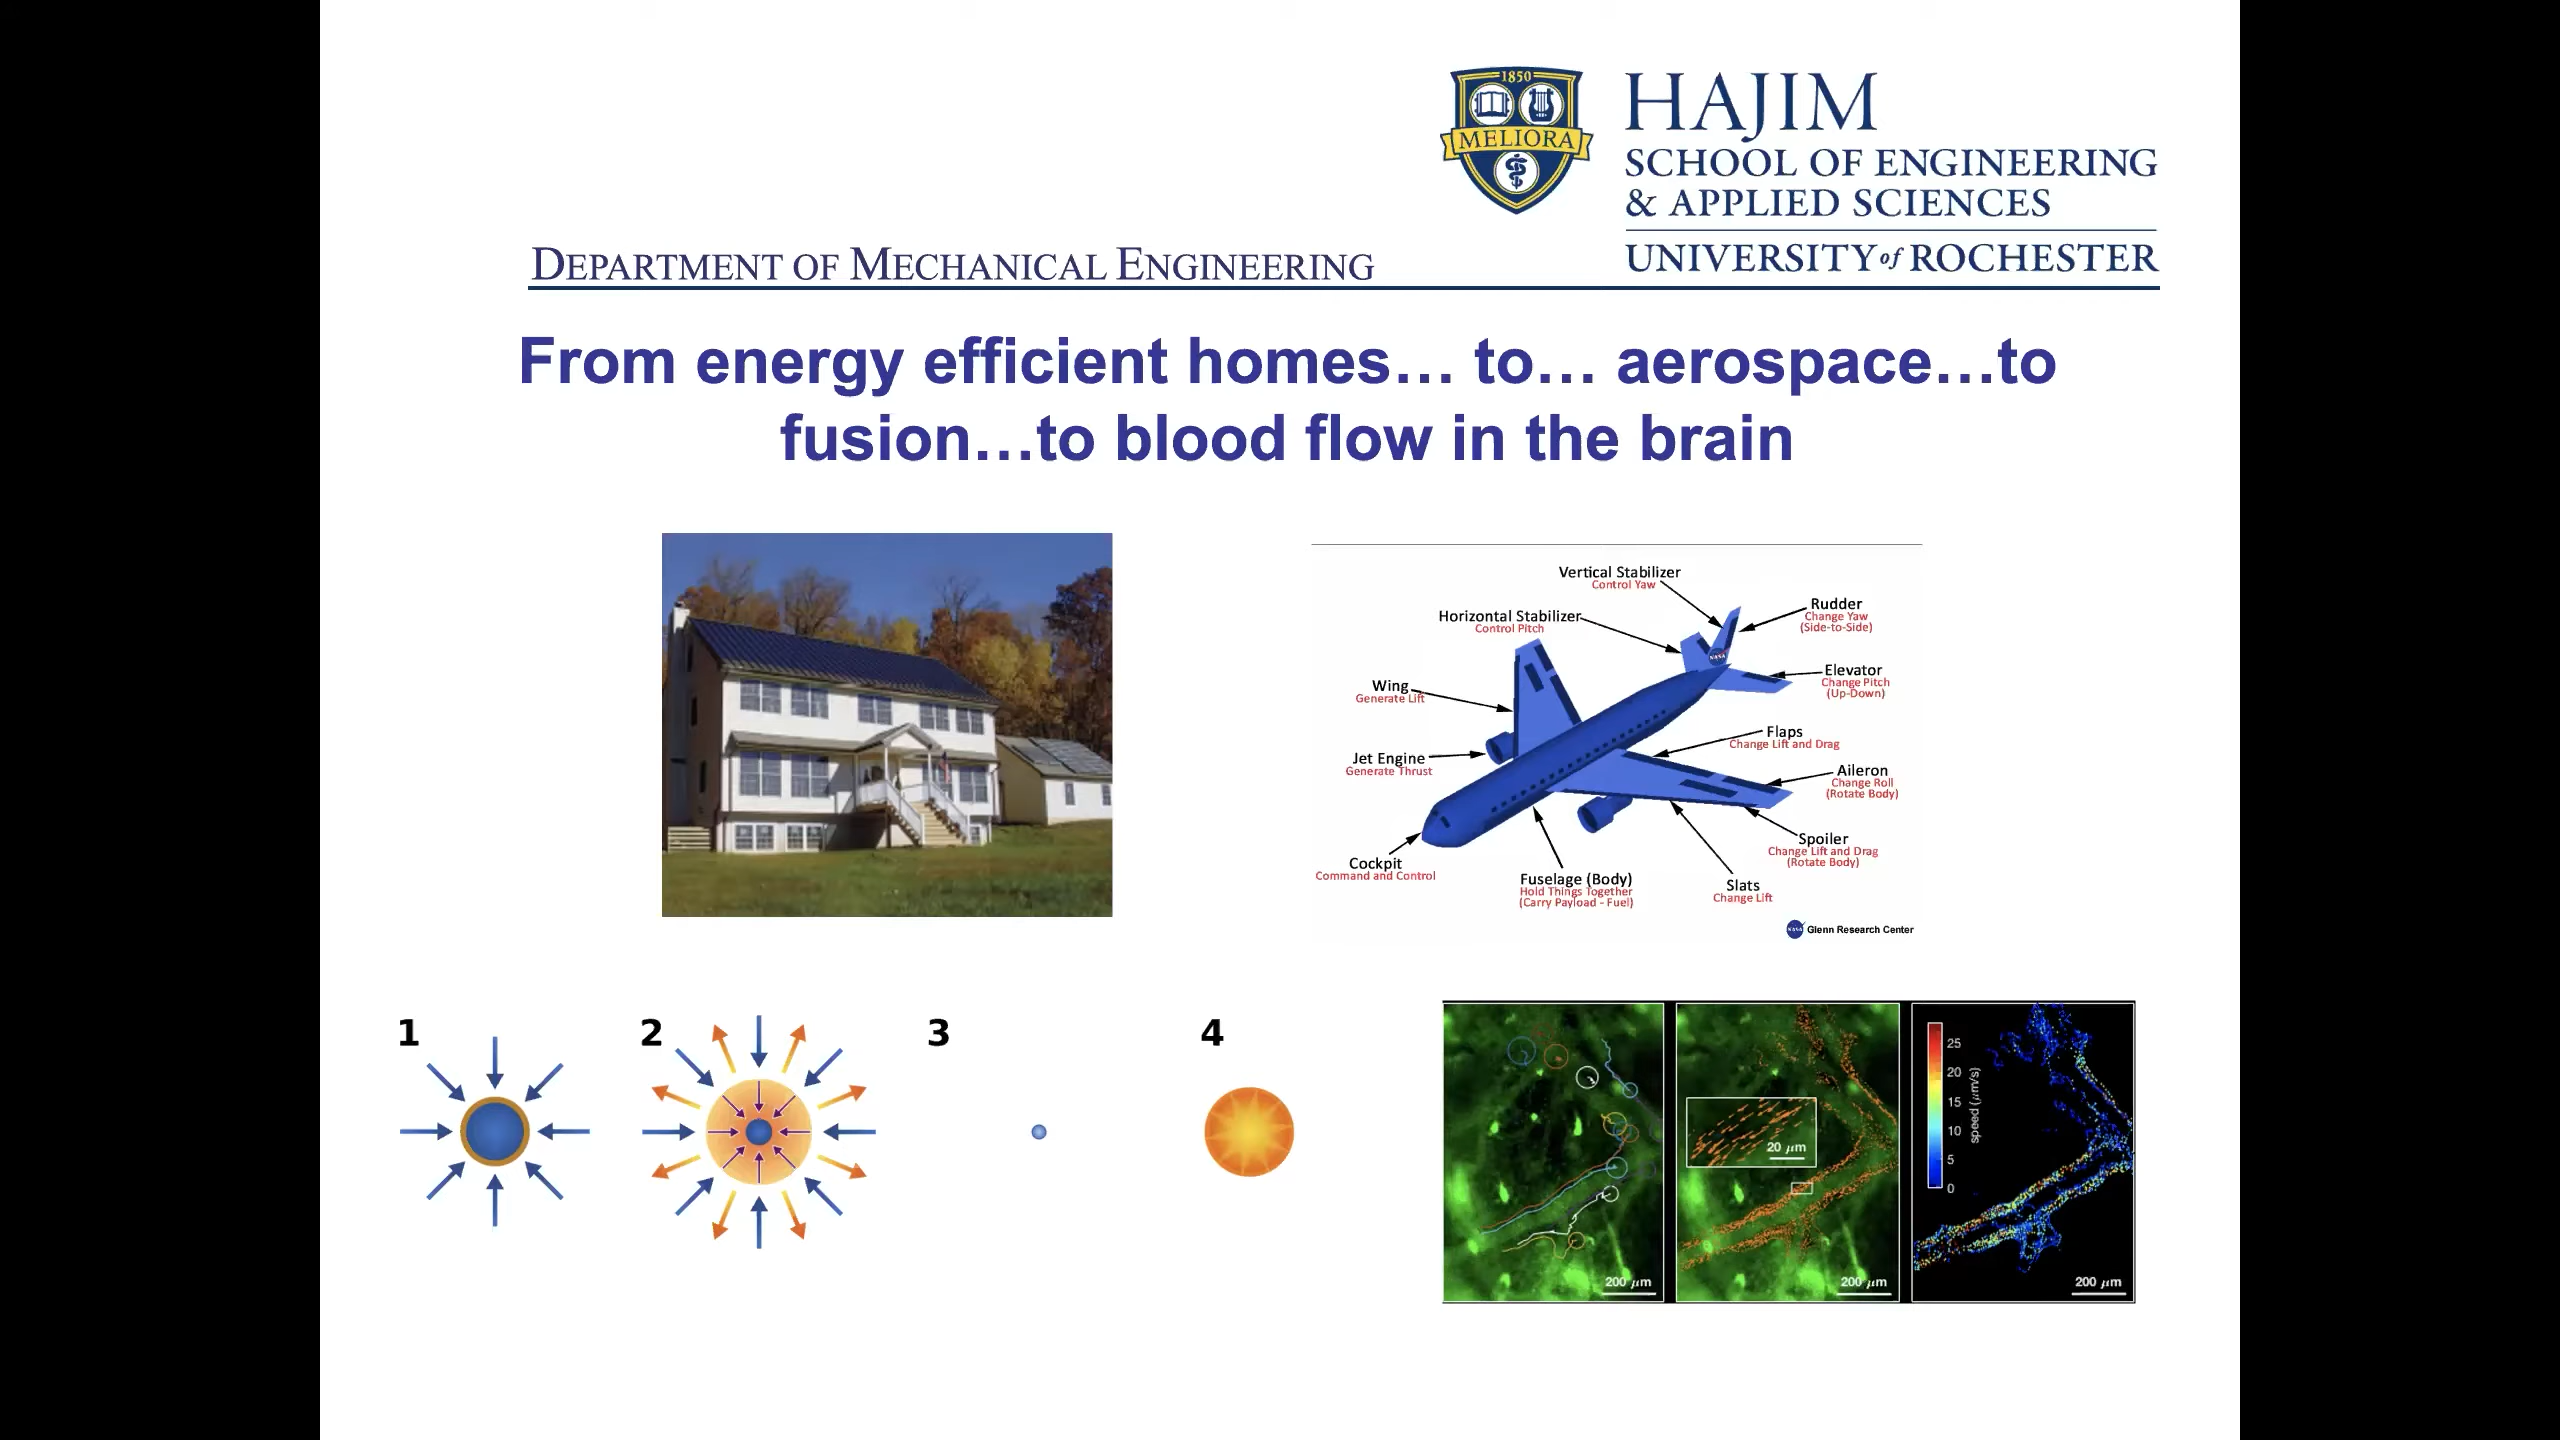 1850
MELIORA
HAJIM
SCHOOL OF ENGINEERING
& APPLIED SCIENCES
UNIVERSITY of ROCHESTER
DEPARTMENT OF MECHANICAL ENGINEERING
From energy efficient homes… to… aerospace…to
fusion…to blood flow in the brain
Vertical Stabilizer
Control Yaw
Horizontal Stabilizer
Control Pitch
Rudder
Change Yaw
(Side-to-Side)
Wing
Generate Lift
Elevator
Change Pitch
(Up-Down)
Flaps
Change Lift and Drag
Jet Engine
Generate Thrust
Aileron
Change Roll
(Rotate Body)
Spoiler
Change Lift and Drag
(Rotate Body)
Cockpit
Command and Control
Fuselage (Body)
Hold Things Together
(Carry Payload - Fuel)
Slats
Change Lift
NASA
NASA
Glenn Research Center
1
2
3
4
200 μm
20 μm
200 μm
25
20
15
10
5
0
speed (μm/s)
200 μm